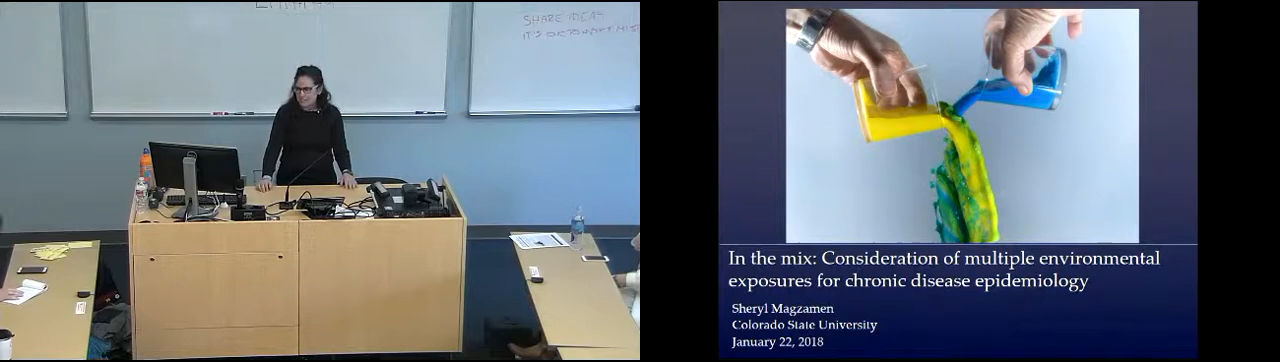 SHARE IDEAS
In the mix: Consideration of multiple environmental
exposures for chronic disease epidemiology
Sheryl Magzamen
Colorado State University
January 22, 2018